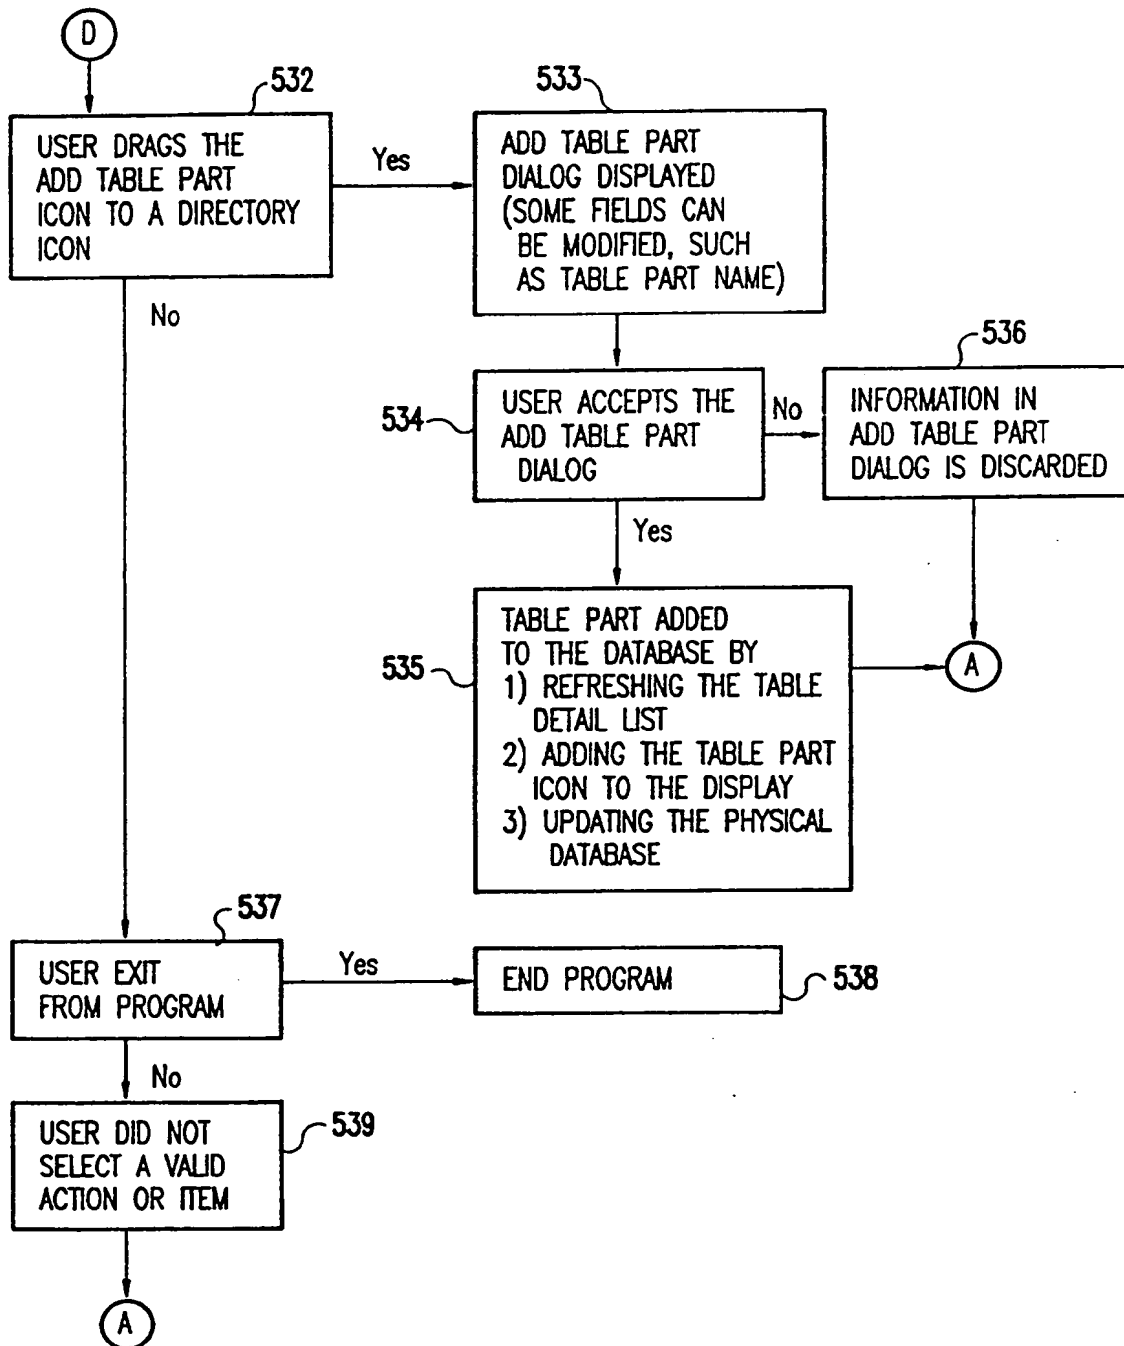 D
532
USER DRAGS THE
ADD TABLE PART
ICON TO A DIRECTORY
ICON
Yes
533
ADD TABLE PART
DIALOG DISPLAYED
(SOME FIELDS CAN
BE MODIFIED, SUCH
AS TABLE PART NAME)
No
534
USER ACCEPTS THE
ADD TABLE PART
DIALOG
No
536
INFORMATION IN
ADD TABLE PART
DIALOG IS DISCARDED
Yes
535
TABLE PART ADDED
TO THE DATABASE BY
1) REFRESHING THE TABLE
DETAIL LIST
2) ADDING THE TABLE PART
ICON TO THE DISPLAY
3) UPDATING THE PHYSICAL
DATABASE
A
537
USER EXIT
FROM PROGRAM
Yes
END PROGRAM
538
No
539
USER DID NOT
SELECT A VALID
ACTION OR ITEM
A